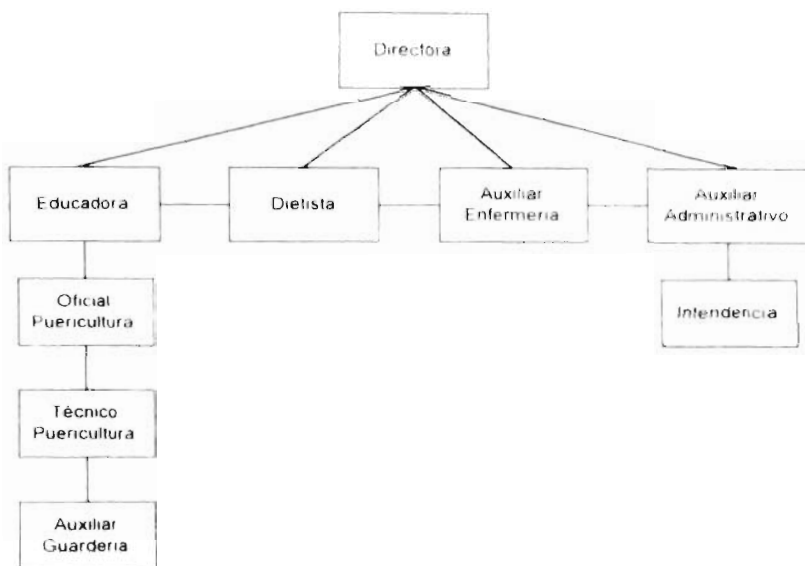 Directora
Educadora
Dietista
Auxiliar
Enfermeria
Auxiliar
Administrativo
Oficial
Puericultura
Intendencia
Técnico
Puericultura
Auxiliar
Guarderia